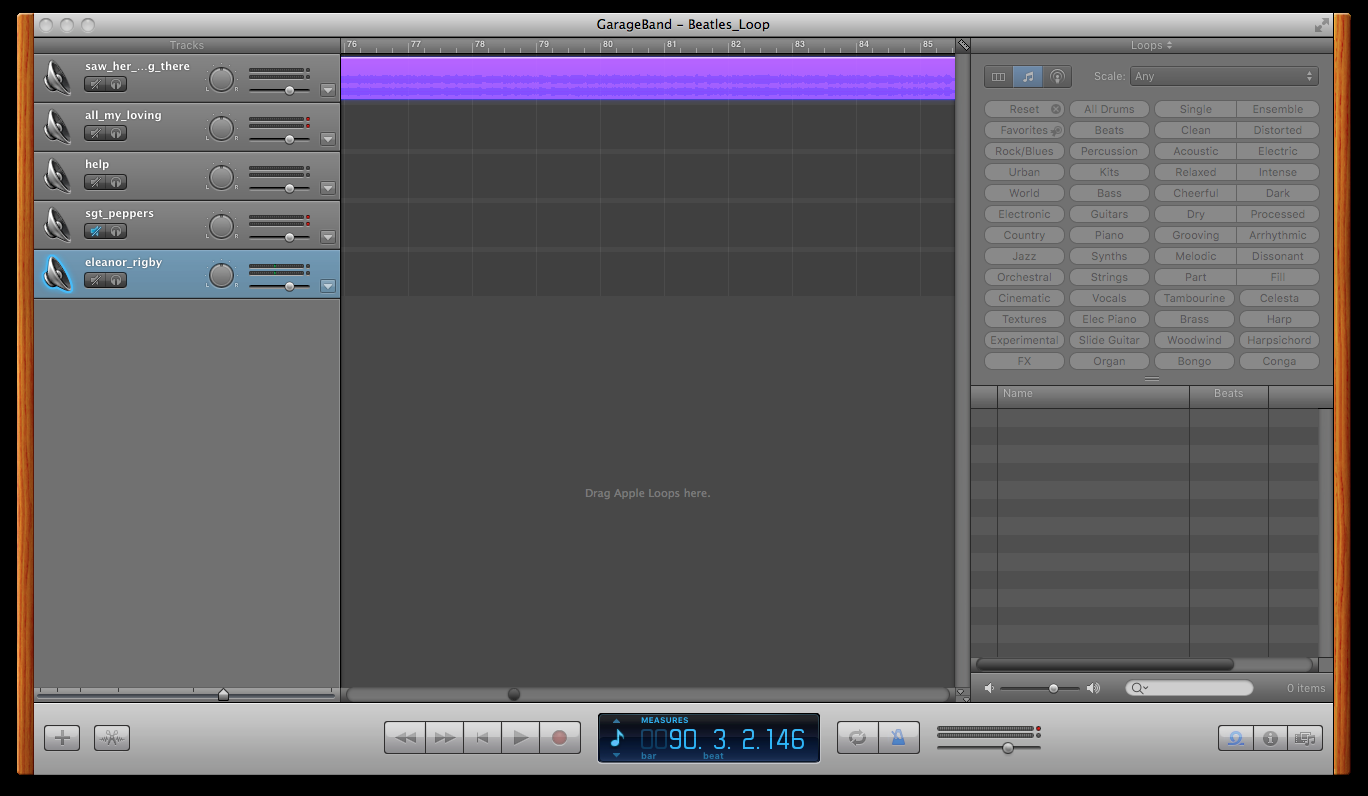 GarageBand - Beatles_Loop
Tracks
76 77 78 79 80 81 82 83 84 85
Loops
saw_her_...g_there
L R
all_my_loving
L R
help
L R
sgt_peppers
L R
eleanor_rigby
L R
Scale: Any
Reset All Drums Single Ensemble
Favorites Beats Clean Distorted
Rock/Blues Percussion Acoustic Electric
Urban Kits Relaxed Intense
World Bass Cheerful Dark
Electronic Guitars Dry Processed
Country Piano Grooving Arrhythmic
Jazz Synths Melodic Dissonant
Orchestral Strings Part Fill
Cinematic Vocals Tambourine Celesta
Textures Elec Piano Brass Harp
Experimental Slide Guitar Woodwind Harpsichord
FX Organ Bongo Conga
Name Beats
Drag Apple Loops here.
0 items
MEASURES
0090. 3. 2.146
bar beat